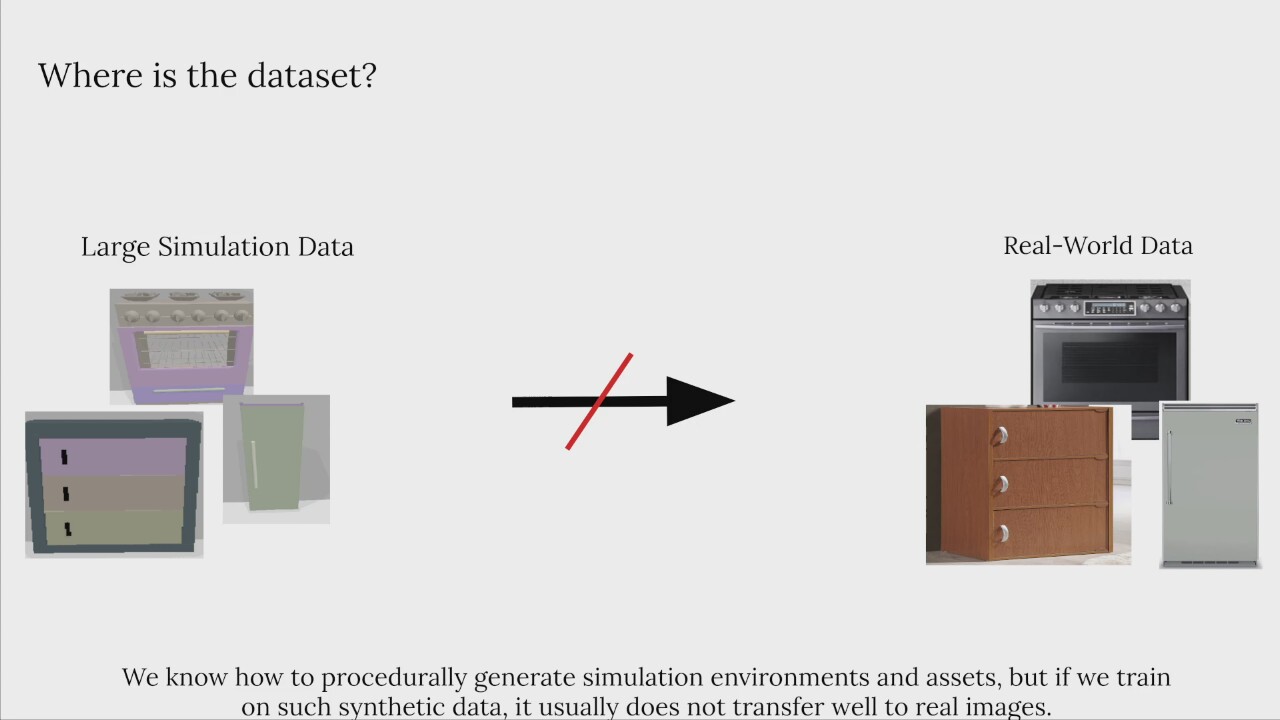 Where is the dataset?
Large Simulation Data
Real-World Data
We know how to procedurally generate simulation environments and assets, but if we train
on such synthetic data, it usually does not transfer well to real images.